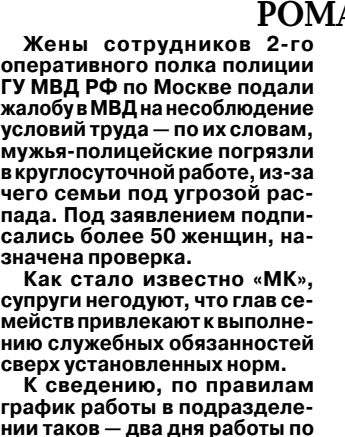 РОМА
Жены сотрудников 2-го
оперативного полка полиции
ГУ МВД РФ по Москве подали
жалобу в МВД на несоблюдение
условий труда — по их словам,
мужья-полицейские погрязли
в круглосуточной работе, из-за
чего семьи под угрозой рас-
пада. Под заявлением подпи-
сались более 50 женщин, на-
значена проверка.
Как стало известно «МК»,
супруги негодуют, что глав се-
мейств привлекают к выполне-
нию служебных обязанностей
сверх установленных норм.
К сведению, по правилам
график работы в подразделе-
нии таков — два дня работы по